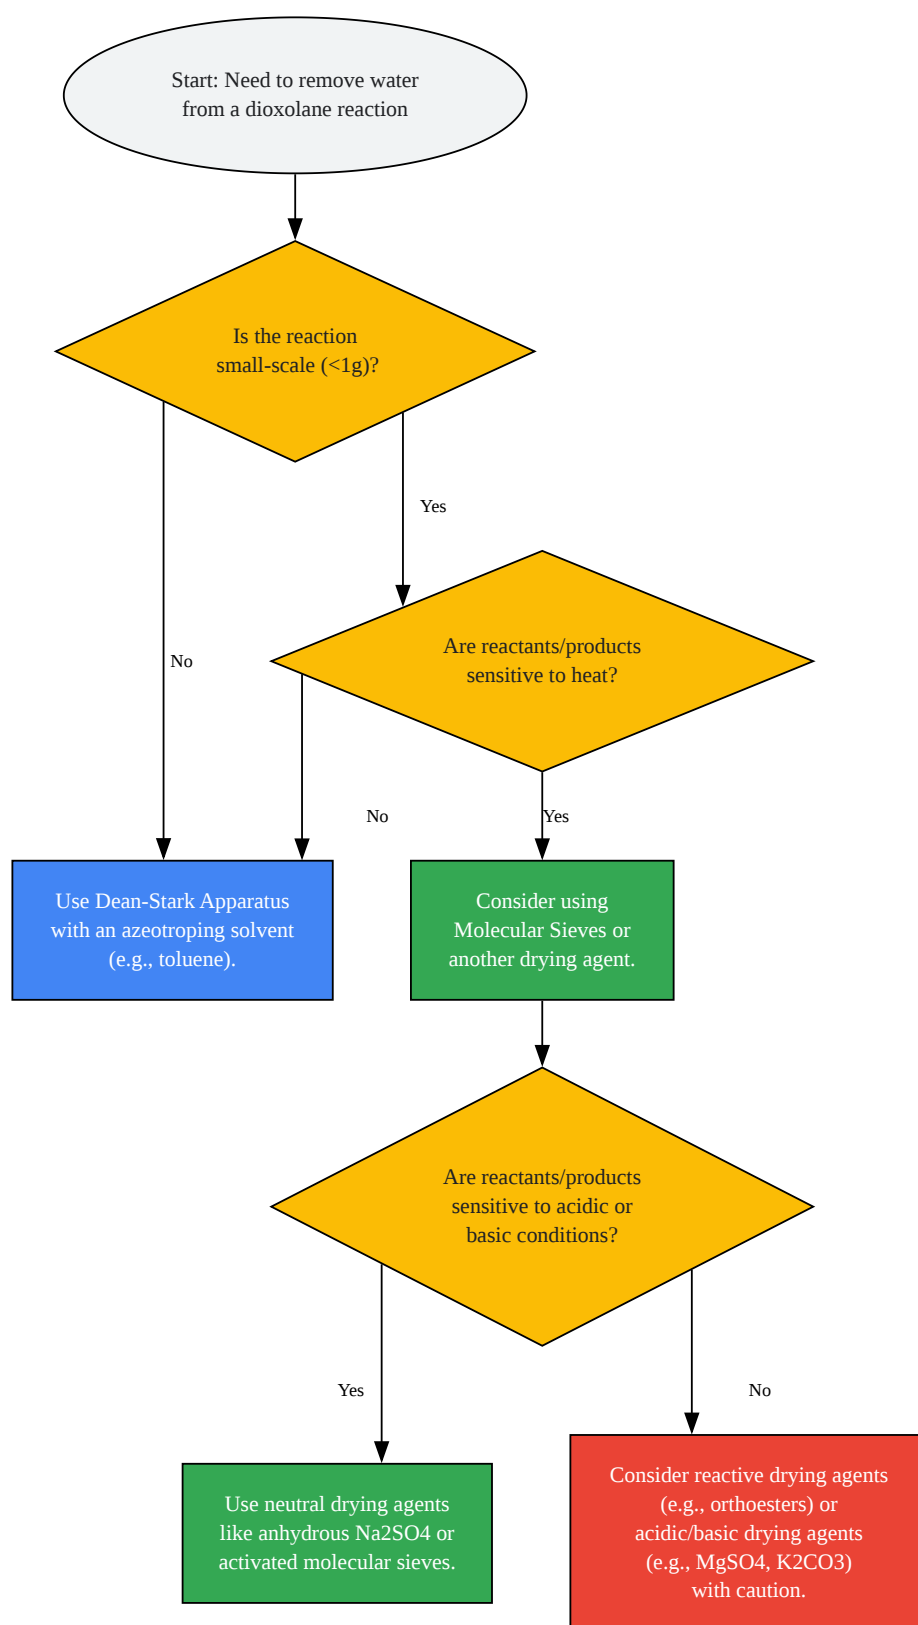 Start: Need to remove water
from a dioxolane reaction
Is the reaction
small-scale (<1g)?
Yes
Are reactants/products
sensitive to heat?
No
No
Yes
Use Dean-Stark Apparatus
with an azeotroping solvent
(e.g., toluene).
Consider using
Molecular Sieves or
another drying agent.
Are reactants/products
sensitive to acidic or
basic conditions?
Yes
No
Use neutral drying agents
like anhydrous Na2SO4 or
activated molecular sieves.
Consider reactive drying agents
(e.g., orthoesters) or
acidic/basic drying agents
(e.g., MgSO4, K2CO3)
with caution.